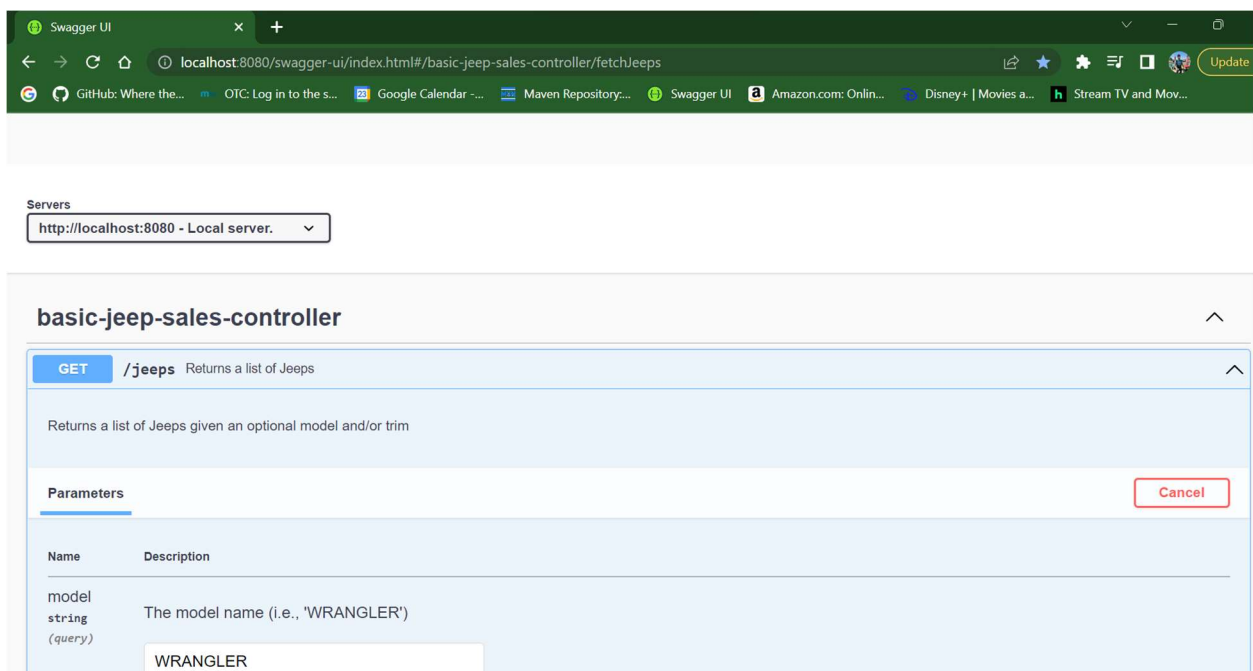 Swagger UI
localhost:8080/swagger-ui/index.html#/basic-jeep-sales-controller/fetchJeeps
Update
GitHub: Where the... OTC: Log in to the s... 23 Google Calendar -... Maven Repository:... Swagger UI a Amazon.com: Onlin... Disney+ | Movies a... h Stream TV and Mov...
Servers
http://localhost:8080 - Local server.
basic-jeep-sales-controller
GET /jeeps Returns a list of Jeeps
Returns a list of Jeeps given an optional model and/or trim
Parameters
Cancel
Name Description
model
string
(query)
The model name (i.e., 'WRANGLER')
WRANGLER